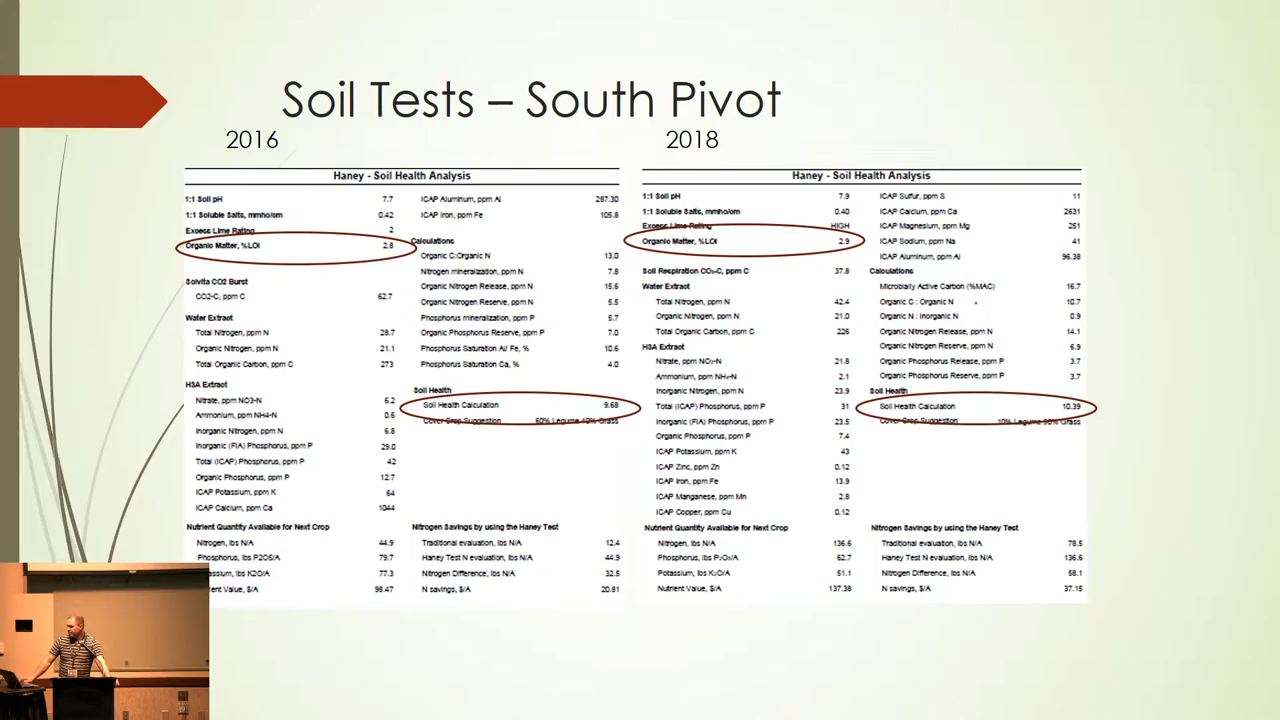 Soil Tests – South Pivot
2016
2018
Haney - Soil Health Analysis
1:1 Soil pH 7.7
1:1 Soluble Salts, mmho/cm 0.42
Excess Lime Rating 2
Organic Matter, %LOI 2.8
Solvita CO2 Burst
CO2-C, ppm C 62.7
Water Extract
Total Nitrogen, ppm N 28.7
Organic Nitrogen, ppm N 21.1
Total Organic Carbon, ppm C 273
H3A Extract
Nitrate, ppm NO3-N 6.2
Ammonium, ppm NH4-N 0.6
Inorganic Nitrogen, ppm N 6.8
Inorganic (FIA) Phosphorus, ppm P 29.0
Total (ICAP) Phosphorus, ppm P 42
Organic Phosphorus, ppm P 12.7
ICAP Potassium, ppm K 64
ICAP Calcium, ppm Ca 1044
Nutrient Quantity Available for Next Crop
Nitrogen, lbs N/A 44.9
Phosphorus, lbs P2O5/A 79.7
assium, lbs K2O/A 77.3
ient Value, $/A 98.47
ICAP Aluminum, ppm Al 287.30
ICAP Iron, ppm Fe 105.8
Calculations
Organic C:Organic N 13.0
Nitrogen mineralization, ppm N 7.8
Organic Nitrogen Release, ppm N 15.6
Organic Nitrogen Reserve, ppm N 5.5
Phosphorus mineralization, ppm P 5.7
Organic Phosphorus Reserve, ppm P 7.0
Phosphorus Saturation Al/ Fe, % 10.6
Phosphorus Saturation Ca, % 4.0
Soil Health
Soil Health Calculation 9.68
Cover Crop Suggestion 60% Legume 40% Grass
Nitrogen Savings by using the Haney Test
Traditional evaluation, lbs N/A 12.4
Haney Test N evaluation, lbs N/A 44.9
Nitrogen Difference, lbs N/A 32.5
N savings, $/A 20.81
Haney - Soil Health Analysis
1:1 Soil pH 7.9
1:1 Soluble Salts, mmho/cm 0.40
Excess Lime Rating HIGH
Organic Matter, %LOI 2.9
Soil Respiration CO₂-C, ppm C 37.8
Water Extract
Total Nitrogen, ppm N 42.4
Organic Nitrogen, ppm N 21.0
Total Organic Carbon, ppm C 226
H3A Extract
Nitrate, ppm NO₃-N 21.8
Ammonium, ppm NH₄-N 2.1
Inorganic Nitrogen, ppm N 23.9
Total (ICAP) Phosphorus, ppm P 31
Inorganic (FIA) Phosphorus, ppm P 23.5
Organic Phosphorus, ppm P 7.4
ICAP Potassium, ppm K 43
ICAP Zinc, ppm Zn 0.12
ICAP Iron, ppm Fe 13.9
ICAP Manganese, ppm Mn 2.8
ICAP Copper, ppm Cu 0.12
Nutrient Quantity Available for Next Crop
Nitrogen, lbs N/A 136.6
Phosphorus, lbs P₂O₅/A 62.7
Potassium, lbs K₂O/A 51.1
Nutrient Value, $/A 137.38
ICAP Sulfur, ppm S 11
ICAP Calcium, ppm Ca 2631
ICAP Magnesium, ppm Mg 251
ICAP Sodium, ppm Na 41
ICAP Aluminum, ppm Al 96.38
Calculations
Microbially Active Carbon (%MAC) 16.7
Organic C : Organic N 10.7
Organic N : Inorganic N 0.9
Organic Nitrogen Release, ppm N 14.1
Organic Nitrogen Reserve, ppm N 6.9
Organic Phosphorus Release, ppm P 3.7
Organic Phosphorus Reserve, ppm P 3.7
Soil Health
Soil Health Calculation 10.39
Cover Crop Suggestion 10% Legume 90% Grass
Nitrogen Savings by using the Haney Test
Traditional evaluation, lbs N/A 78.5
Haney Test N evaluation, lbs N/A 136.6
Nitrogen Difference, lbs N/A 58.1
N savings, $/A 37.15